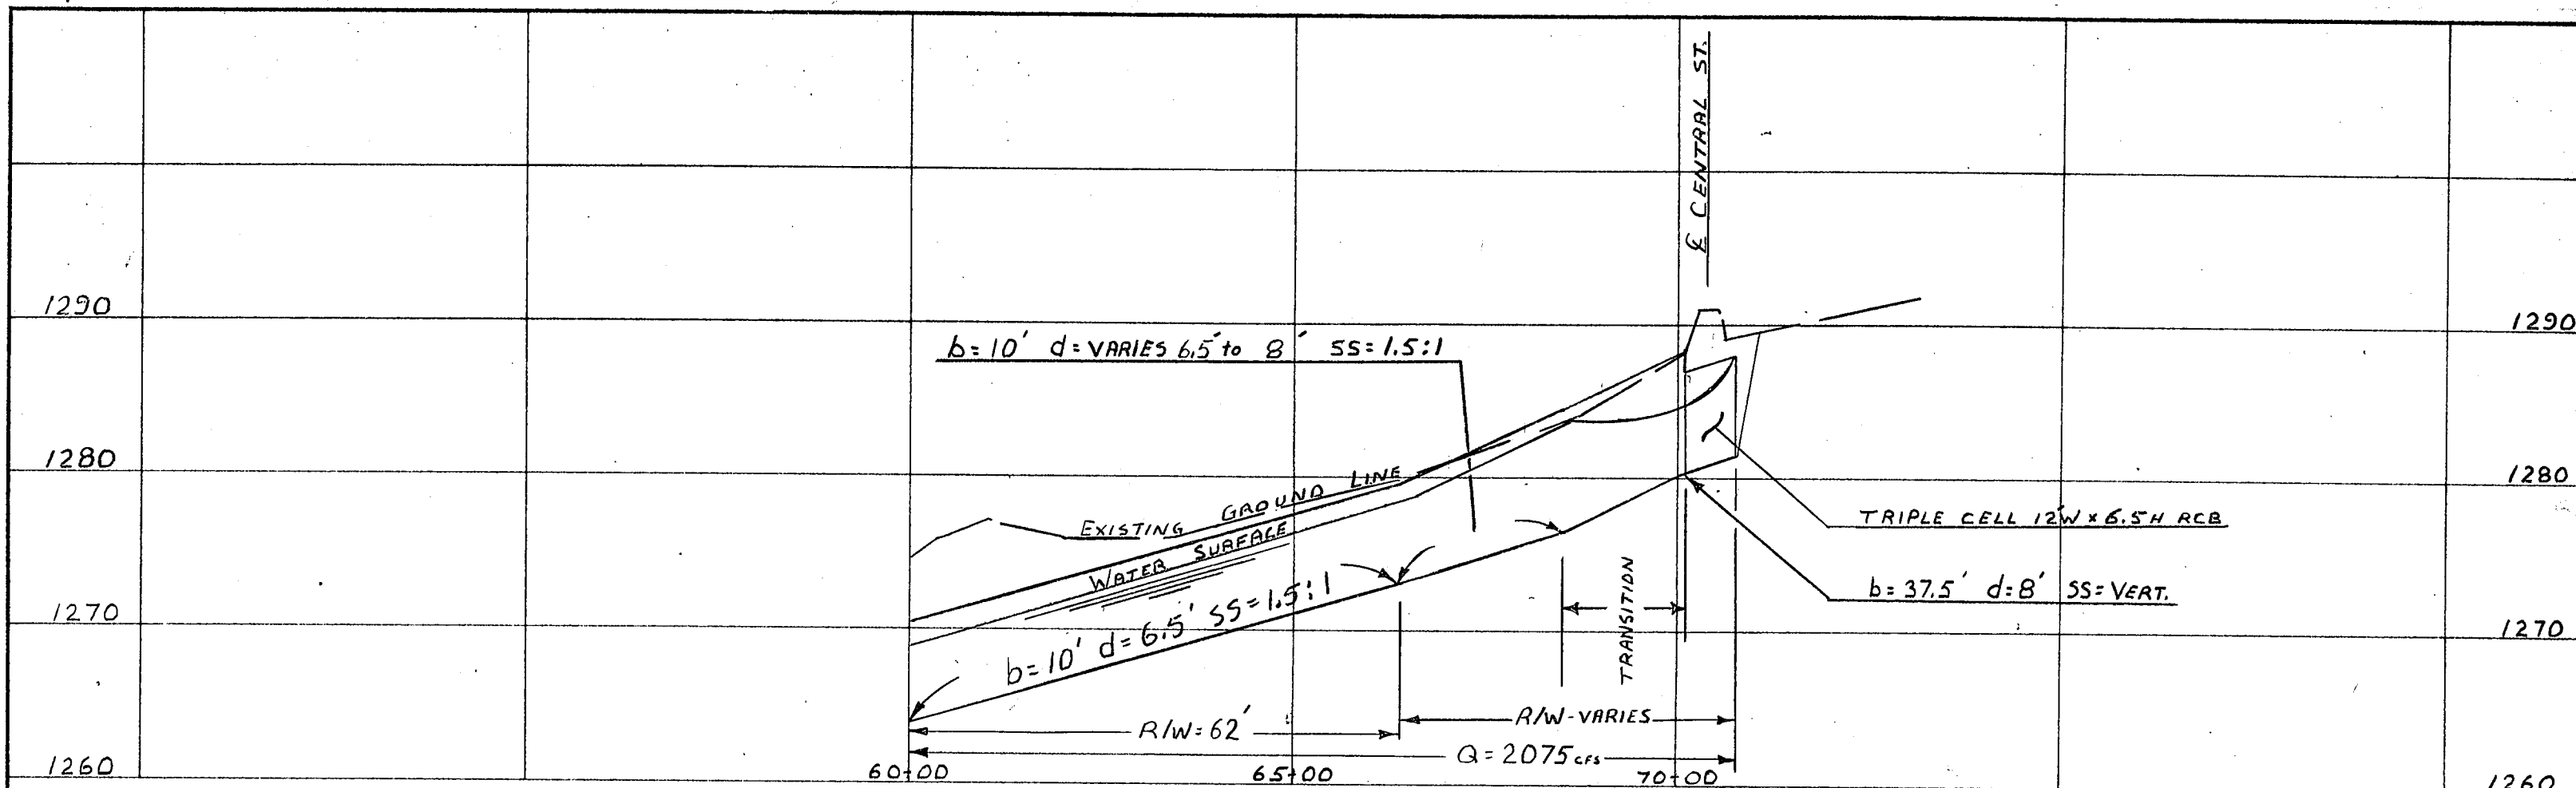 ℄ CENTRAL ST.
1290
1290
b=10' d=VARIES 6.5' to 8' SS=1.5:1
1280
1280
EXISTING GROUND LINE
WATER SURFACE
TRIPLE CELL 12'W x 6.5'H RCB
b=37.5' d=8' SS=VERT.
b=10' d=6.5' SS=1.5:1
TRANSITION
1270
1270
R/W=62'
R/W-VARIES
Q=2075 CFS
1260
60+00
65+00
70+00
1260